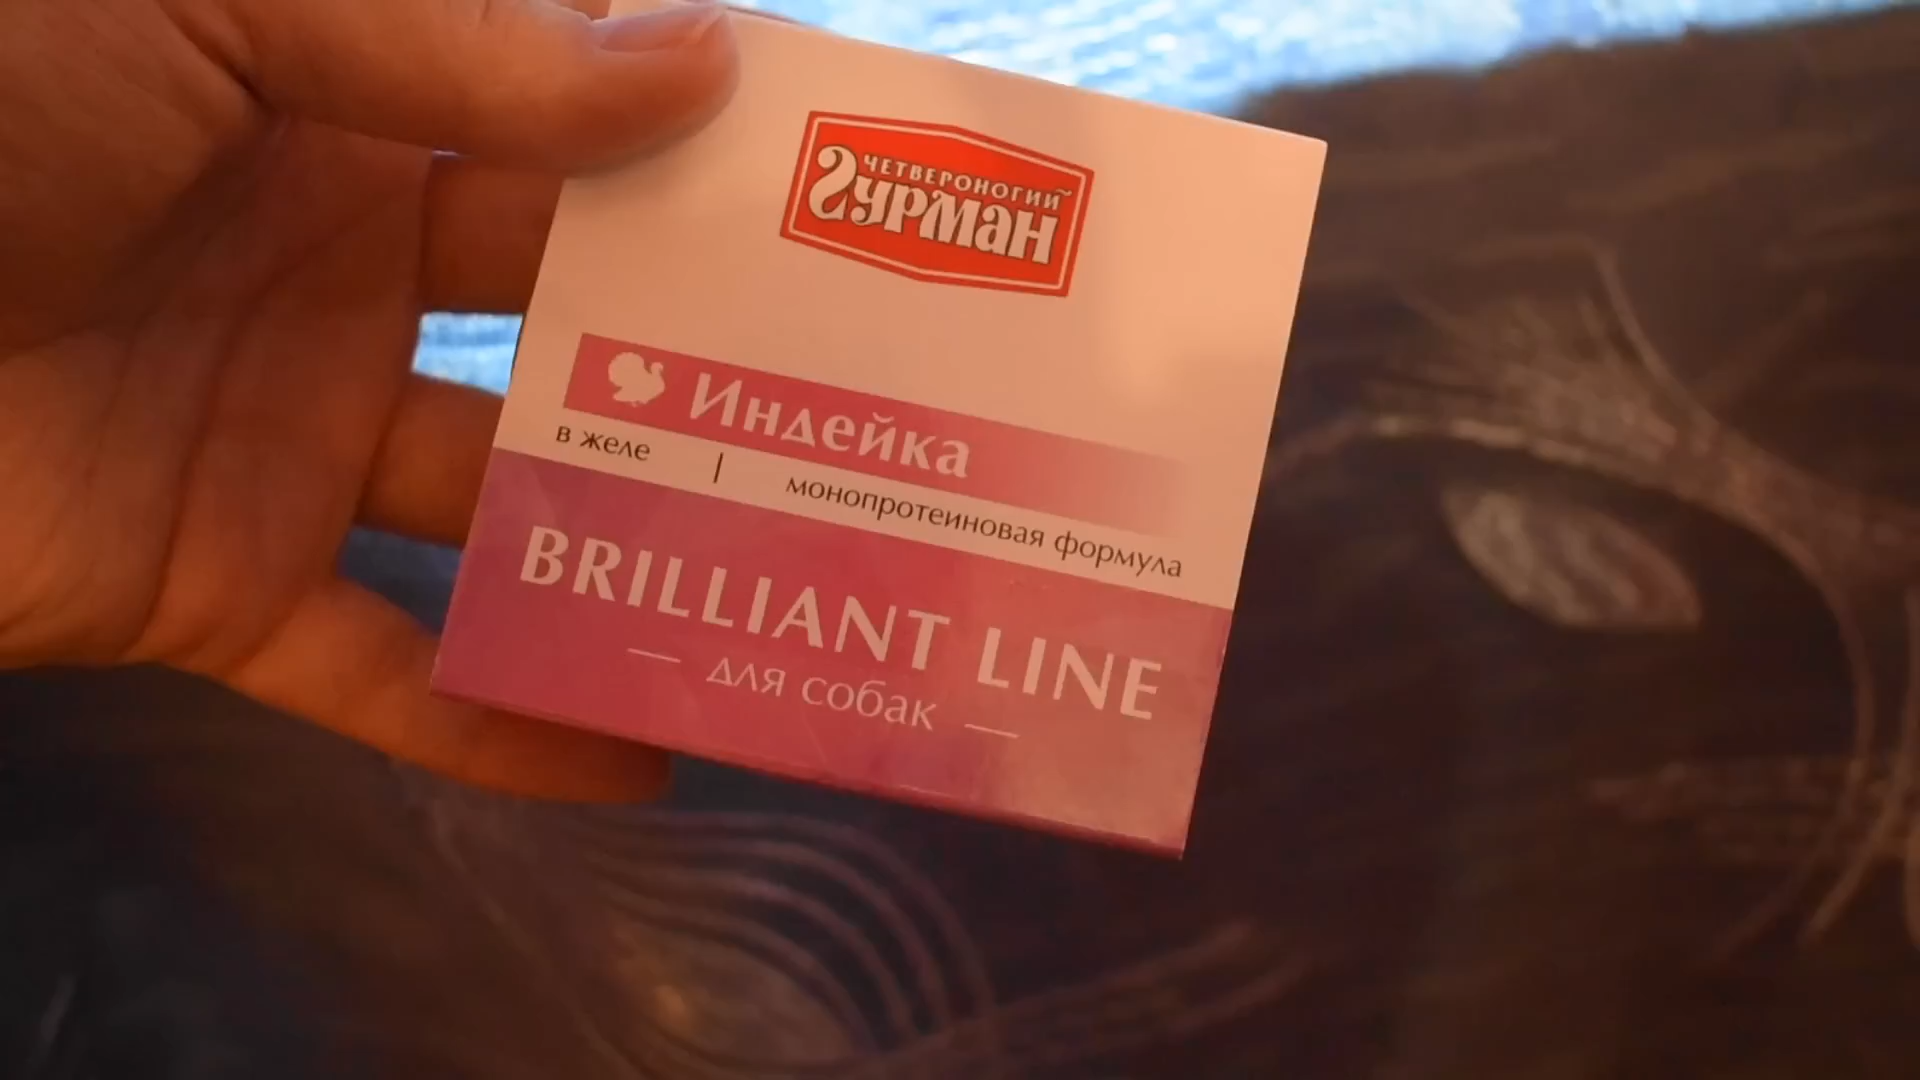 ЧЕТВЕРОНОГИЙ
Гурман
Индейка
в желе | монопротеиновая формула
BRILLIANT LINE
— для собак —